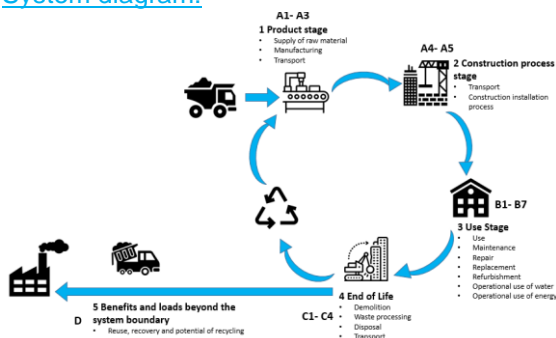 System diagram:
A1- A3
1 Product stage
• Supply of raw material
• Manufacturing
• Transport
A4- A5
2 Construction process
stage
• Transport
• Construction installation
process
B1- B7
3 Use Stage
• Use
• Maintenance
• Repair
• Replacement
• Refurbishment
• Operational use of water
• Operational use of energy
4 End of Life
C1- C4
• Demolition
• Waste processing
• Disposal
• Transport
5 Benefits and loads beyond the
D system boundary
• Reuse, recovery and potential of recycling